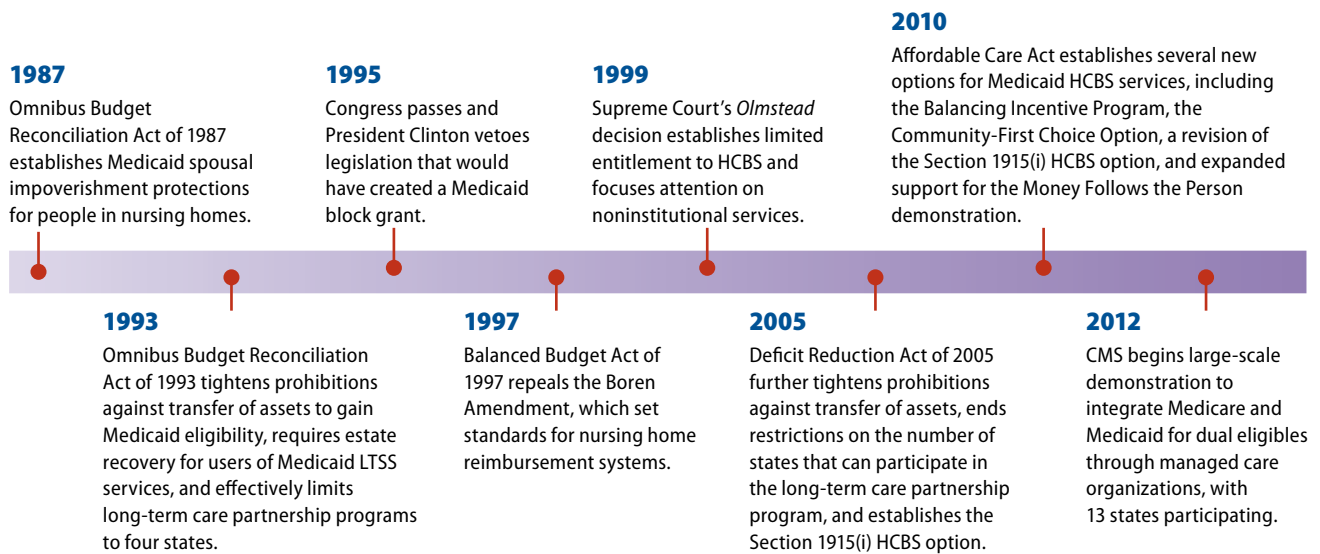 1987
Omnibus Budget
Reconciliation Act of 1987
establishes Medicaid spousal
impoverishment protections
for people in nursing homes.
1993
Omnibus Budget Reconciliation
Act of 1993 tightens prohibitions
against transfer of assets to gain
Medicaid eligibility, requires estate
recovery for users of Medicaid LTSS
services, and effectively limits
long-term care partnership programs
to four states.
1995
Congress passes and
President Clinton vetoes
legislation that would
have created a Medicaid
block grant.
1997
Balanced Budget Act of
1997 repeals the Boren
Amendment, which set
standards for nursing home
reimbursement systems.
1999
Supreme Court's Olmstead
decision establishes limited
entitlement to HCBS and
focuses attention on
noninstitutional services.
2005
Deficit Reduction Act of 2005
further tightens prohibitions
against transfer of assets, ends
restrictions on the number of
states that can participate in
the long-term care partnership
program, and establishes the
Section 1915(i) HCBS option.
2010
Affordable Care Act establishes several new
options for Medicaid HCBS services, including
the Balancing Incentive Program, the
Community-First Choice Option, a revision of
the Section 1915(i) HCBS option, and expanded
support for the Money Follows the Person
demonstration.
2012
CMS begins large-scale
demonstration to
integrate Medicare and
Medicaid for dual eligibles
through managed care
organizations, with
13 states participating.